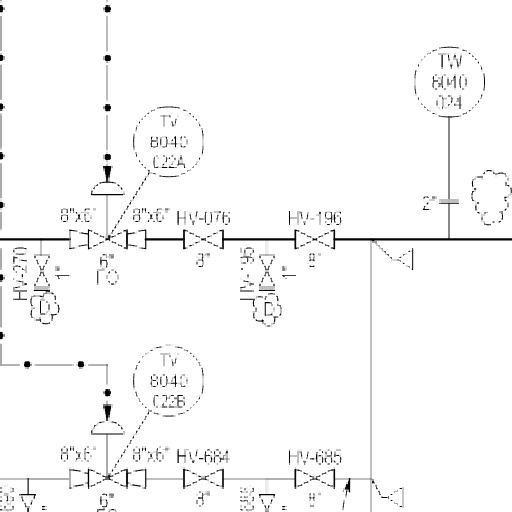 TW
8040
024
TV
8040
022A
2"
8"x6"
8"x6"
HV-076
HV-196
HV-270
1"
6"
FO
8"
HV-195
1"
8"
D
D
TV
8040
022B
8"x6"
8"x6"
HV-684
HV-685
6"
8"
8"